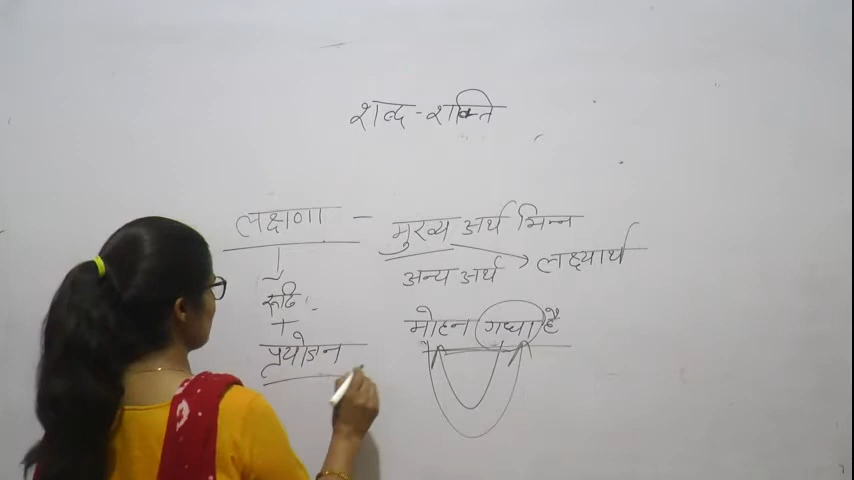 शब्द-शक्ति
लक्षणा - मुख्य अर्थ भिन्न
अन्य अर्थ → लक्ष्यार्थ
रूढि
+
प्रयोजन
मोहन गधा है